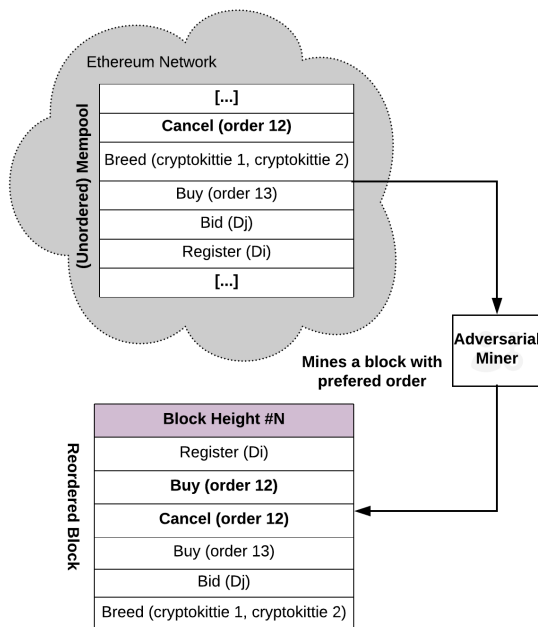 Ethereum Network
(Unordered) Mempool
[...]
Cancel (order 12)
Breed (cryptokittie 1, cryptokittie 2)
Buy (order 13)
Bid (Dj)
Register (Di)
[...]
Adversarial
Miner
Mines a block with
prefered order
Reordered Block
Block Height #N
Register (Di)
Buy (order 12)
Cancel (order 12)
Buy (order 13)
Bid (Dj)
Breed (cryptokittie 1, cryptokittie 2)